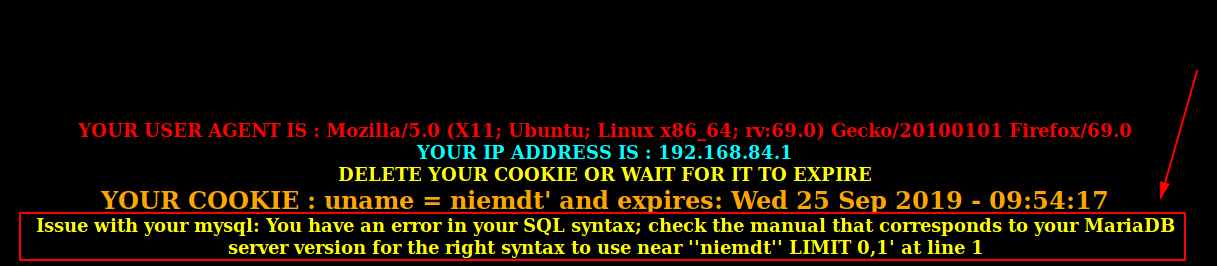 YOUR USER AGENT IS : Mozilla/5.0 (X11; Ubuntu; Linux x86_64; rv:69.0) Gecko/20100101 Firefox/69.0
YOUR IP ADDRESS IS : 192.168.84.1
DELETE YOUR COOKIE OR WAIT FOR IT TO EXPIRE
YOUR COOKIE : uname = niemdt' and expires: Wed 25 Sep 2019 - 09:54:17
Issue with your mysql: You have an error in your SQL syntax; check the manual that corresponds to your MariaDB
server version for the right syntax to use near ''niemdt'' LIMIT 0,1' at line 1